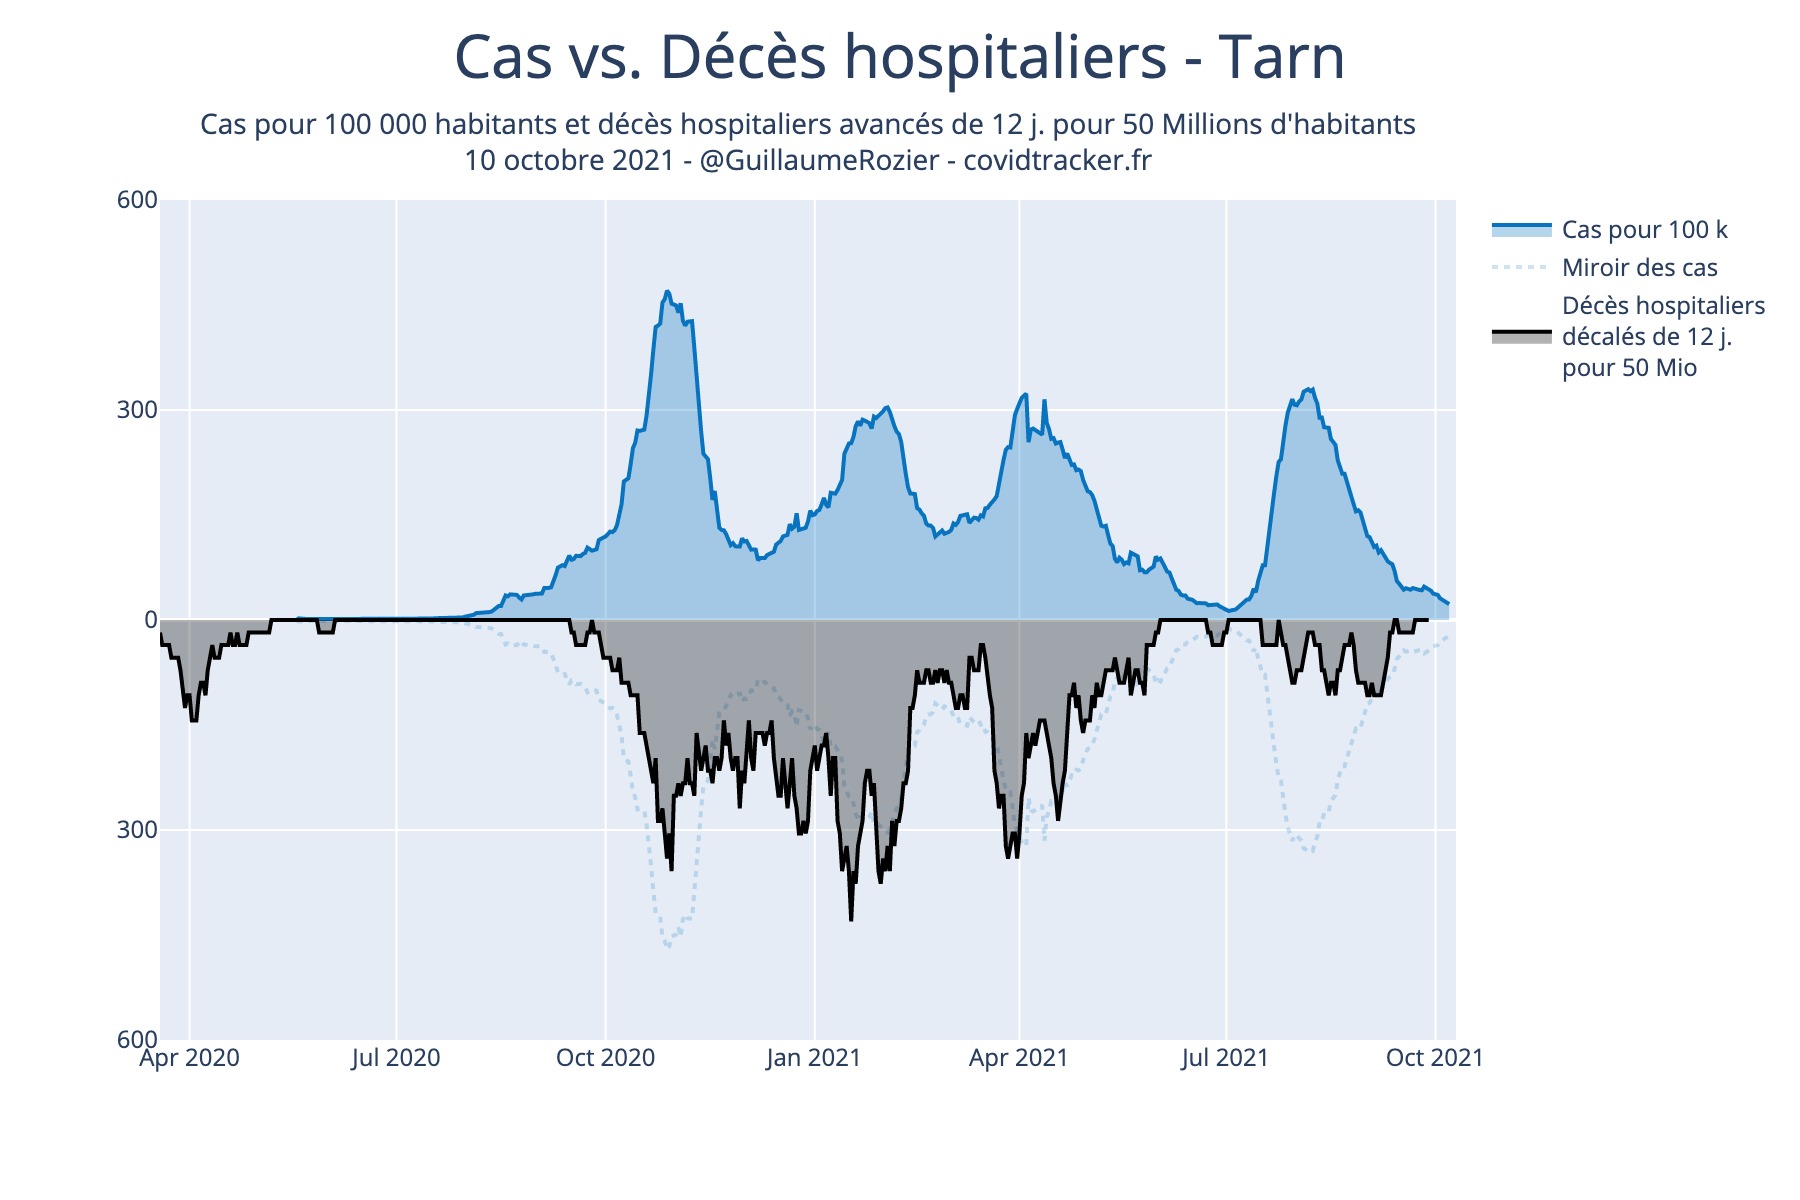 Cas vs. Décès hospitaliers - Tarn
Cas pour 100 000 habitants et décès hospitaliers avancés de 12 j. pour 50 Millions d'habitants
10 octobre 2021 - @GuillaumeRozier - covidtracker.fr
600
300
0
300
600
Apr 2020
Jul 2020
Oct 2020
Jan 2021
Apr 2021
Jul 2021
Oct 2021
Cas pour 100 k
Miroir des cas
Décès hospitaliers
décalés de 12 j.
pour 50 Mio